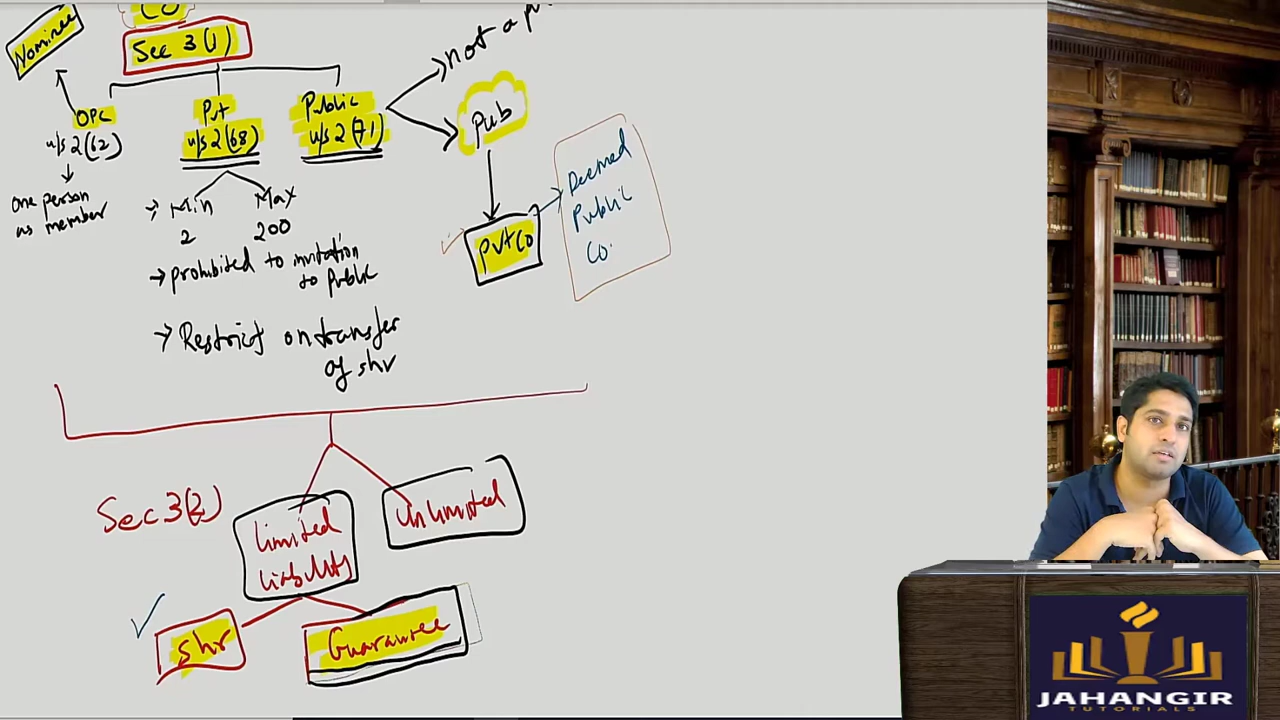 Co
Nominee
Sec 3(1)
not a
OPC
u/s 2(62)
one person
as member
Pvt
u/s 2(68)
Public
u/s 2(71)
Pub
Deemed
Public
Co.
Pvt Co
Min
2
Max
200
prohibited to invitation
to public
Restrict on transfer
of shr
Sec 3(2)
limited
liability
unlimited
shr
Guarantee
JAHANGIR
TUTORIALS